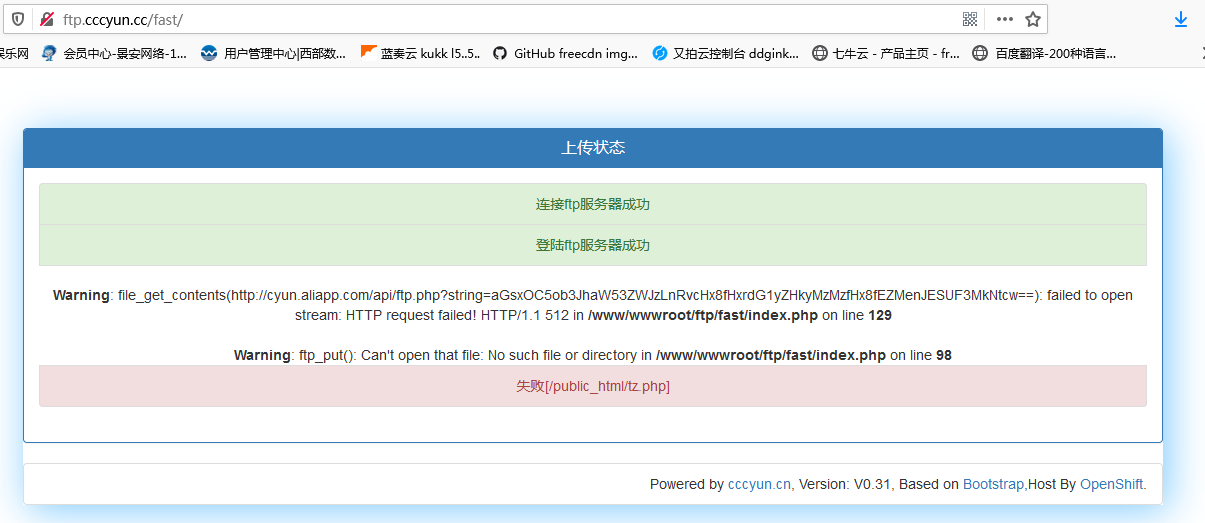 ftp.cccyun.cc/fast/
娱乐网 会员中心-景安网络-1... 用户管理中心|西部数... 蓝奏云 kukk l5..5.. GitHub freecdn img... 又拍云控制台 ddgink... 七牛云 - 产品主页 - fr... 百度翻译-200种语言...
上传状态
连接ftp服务器成功
登陆ftp服务器成功
Warning: file_get_contents(http://cyun.aliapp.com/api/ftp.php?string=aGsxOC5ob3JhaW53ZWJzLnRvcHx8fHxrdG1yZHkyMzMzfHx8fEZMenJESUF3MkNtcw==): failed to open
stream: HTTP request failed! HTTP/1.1 512 in /www/wwwroot/ftp/fast/index.php on line 129
Warning: ftp_put(): Can't open that file: No such file or directory in /www/wwwroot/ftp/fast/index.php on line 98
失败[/public_html/tz.php]
Powered by cccyun.cn, Version: V0.31, Based on Bootstrap,Host By OpenShift.